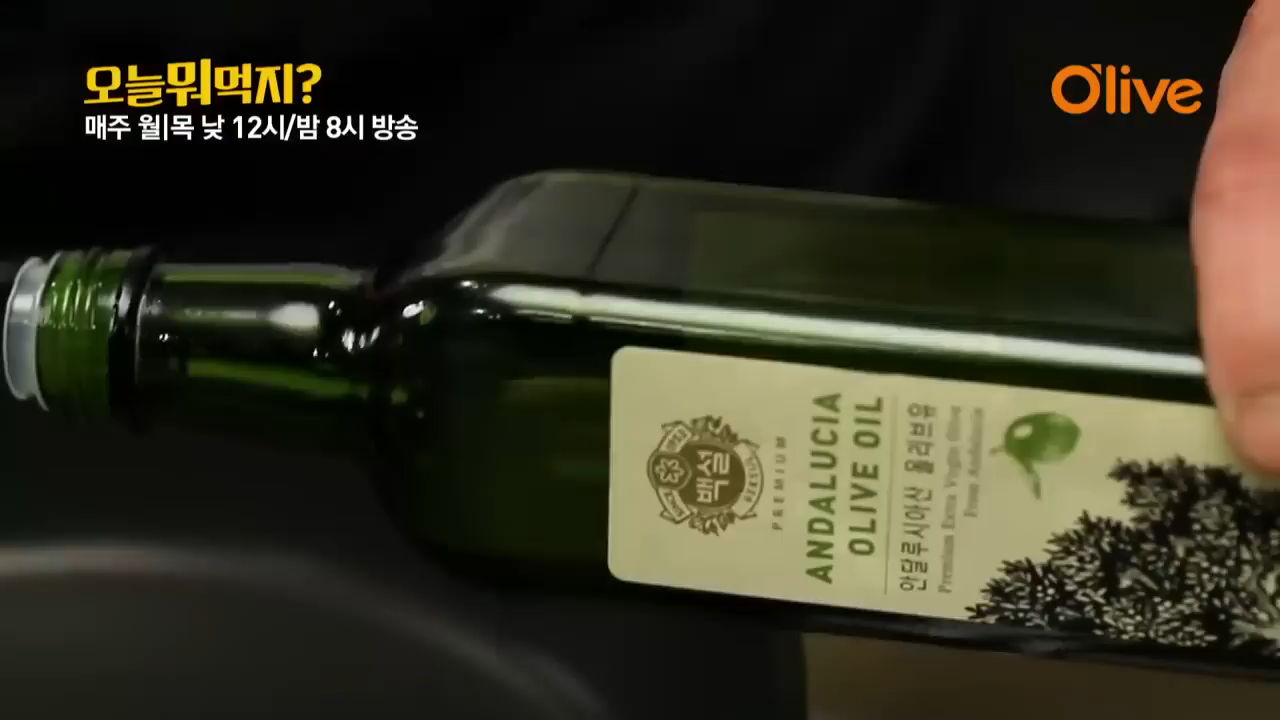 오늘뭐먹지?
매주 월|목 낮 12시/밤 8시 방송
O'live
백설
PREMIUM
ANDALUCIA
OLIVE OIL
안달루시아산 올리브유
Premium Extra Virgin Olive
From Andalucia